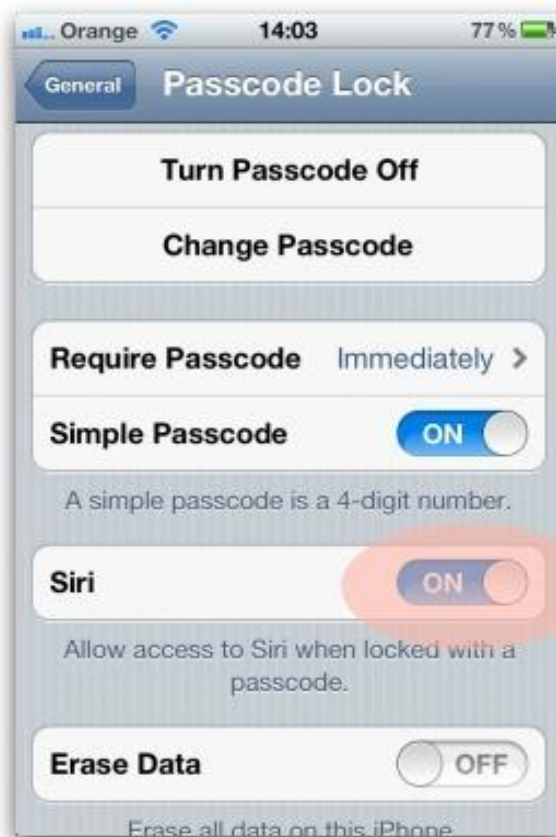 Orange 14:03 77%
General Passcode Lock
Turn Passcode Off
Change Passcode
Require Passcode Immediately
Simple Passcode ON
A simple passcode is a 4-digit number.
Siri ON
Allow access to Siri when locked with a
passcode.
Erase Data OFF
Erase all data on this iPhone